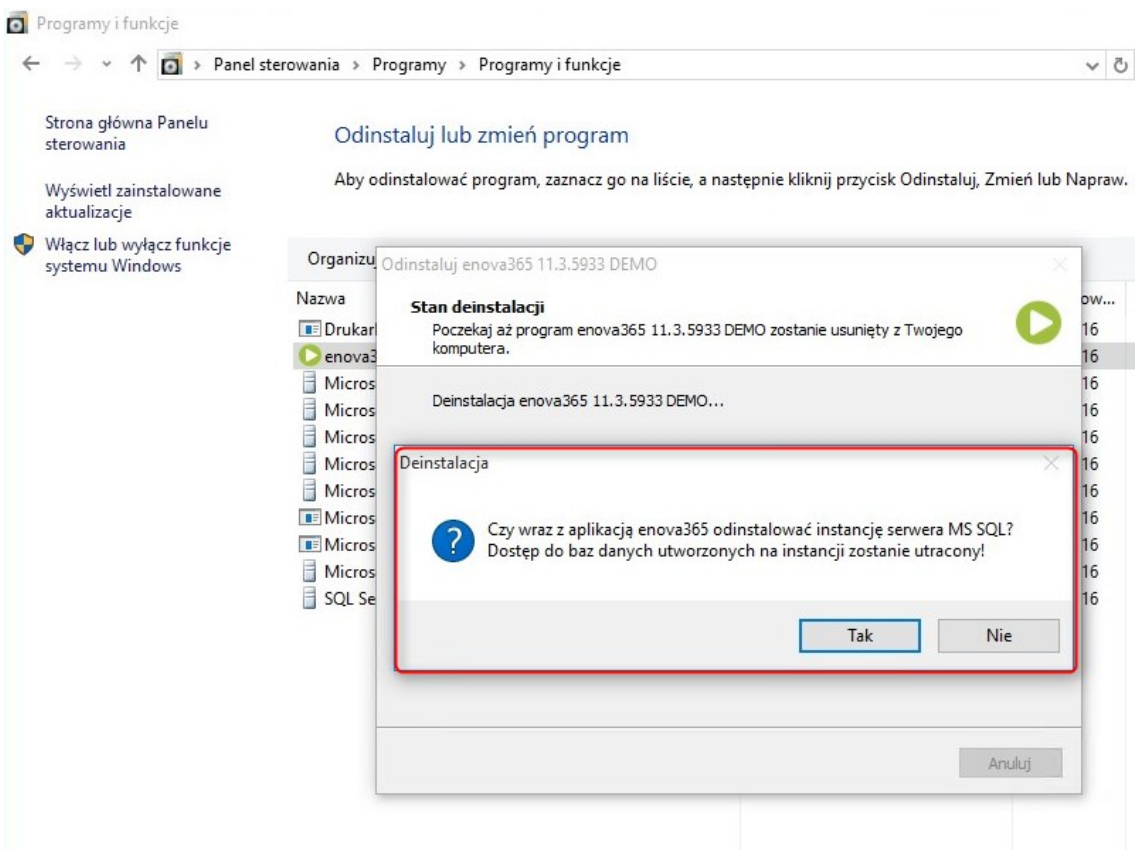 Programy i funkcje
Panel sterowania > Programy > Programy i funkcje
Strona główna Panelu
sterowania
Wyświetl zainstalowane
aktualizacje
Włącz lub wyłącz funkcje
systemu Windows
Odinstaluj lub zmień program
Aby odinstalować program, zaznacz go na liście, a następnie kliknij przycisk Odinstaluj, Zmień lub Napraw.
Organizu
Nazwa
ow...
Drukar
16
enova3
16
Micros
16
Micros
16
Micros
16
Micros
16
Micros
16
Micros
16
Micros
16
Micros
16
SQL Se
16
Odinstaluj enova365 11.3.5933 DEMO
Stan deinstalacji
Poczekaj aż program enova365 11.3.5933 DEMO zostanie usunięty z Twojego
komputera.
Deinstalacja enova365 11.3.5933 DEMO...
Deinstalacja
Czy wraz z aplikacją enova365 odinstalować instancję serwera MS SQL?
Dostęp do baz danych utworzonych na instancji zostanie utracony!
Tak
Nie
Anuluj